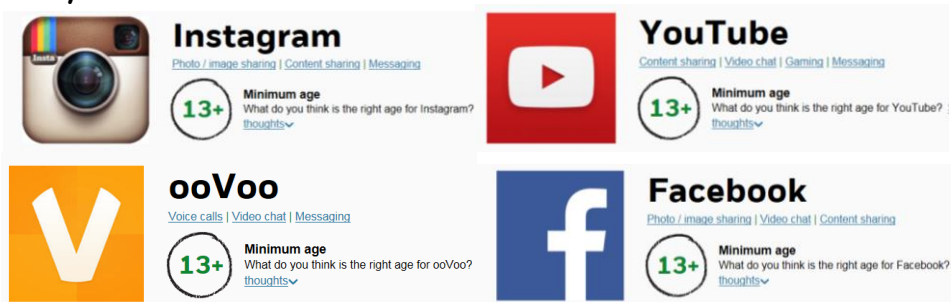 Insta
Instagram
Photo / image sharing | Content sharing | Messaging
13+
Minimum age
What do you think is the right age for Instagram?
thoughts
YouTube
Content sharing | Video chat | Gaming | Messaging
13+
Minimum age
What do you think is the right age for YouTube?
thoughts
ooVoo
Voice calls | Video chat | Messaging
13+
Minimum age
What do you think is the right age for ooVoo?
thoughts
Facebook
Photo / image sharing | Video chat | Content sharing
13+
Minimum age
What do you think is the right age for Facebook?
thoughts